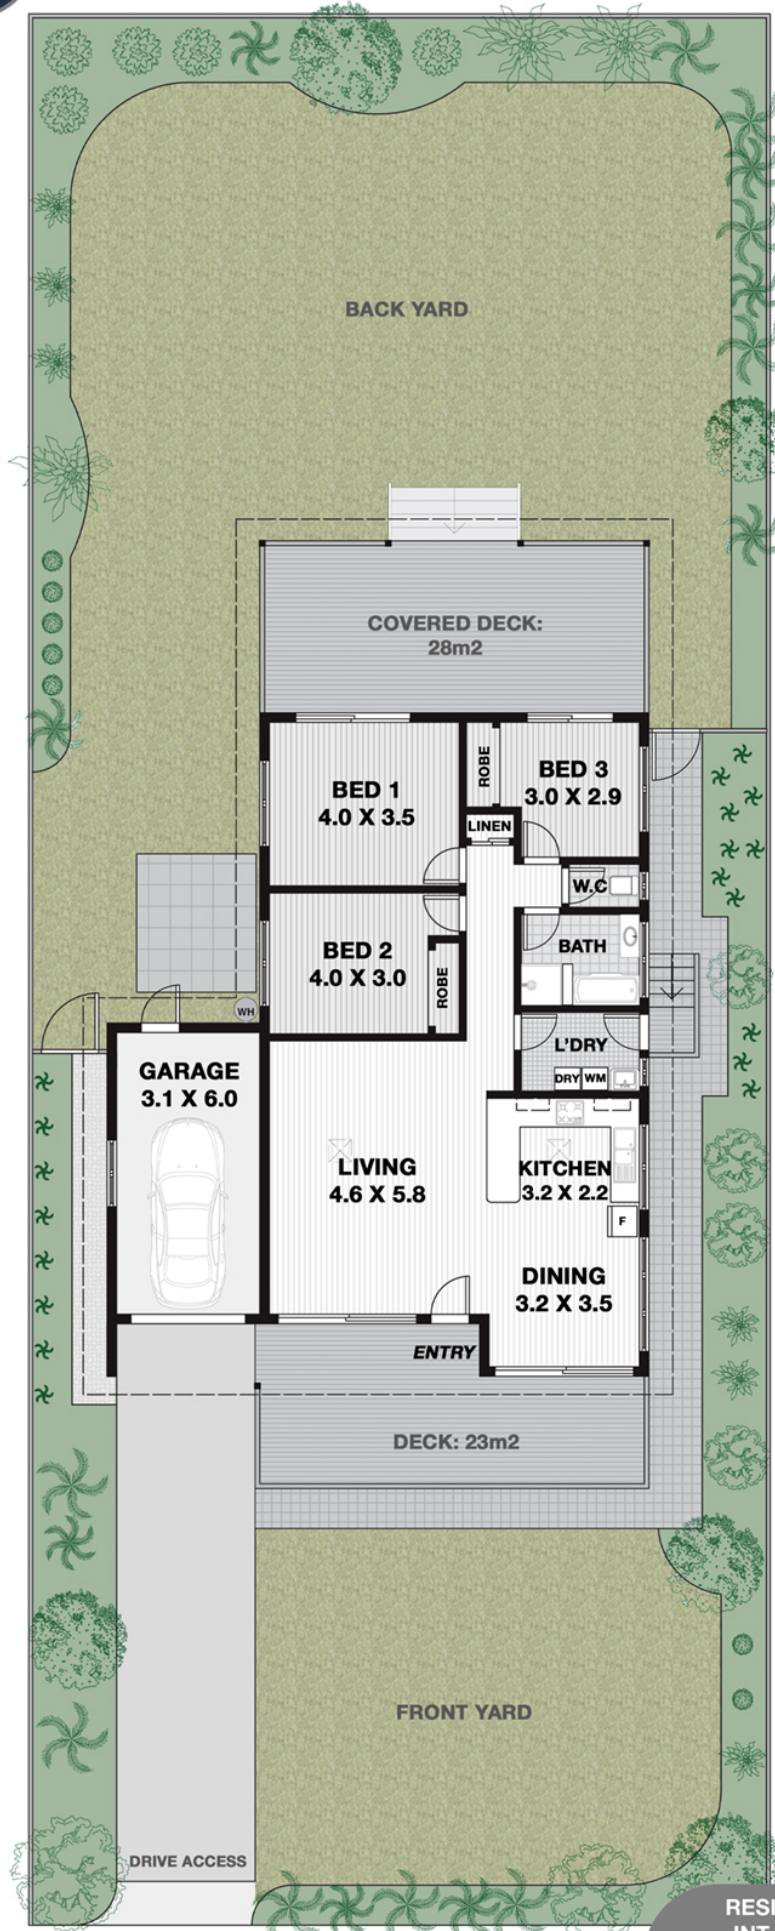 BACK YARD
COVERED DECK:
28m2
BED 1
4.0 X 3.5
ROBE
BED 3
3.0 X 2.9
LINEN
W.C
BED 2
4.0 X 3.0
ROBE
BATH
WH
L'DRY
DRY
WM
GARAGE
3.1 X 6.0
LIVING
4.6 X 5.8
KITCHEN
3.2 X 2.2
F
DINING
3.2 X 3.5
ENTRY
DECK: 23m2
FRONT YARD
DRIVE ACCESS